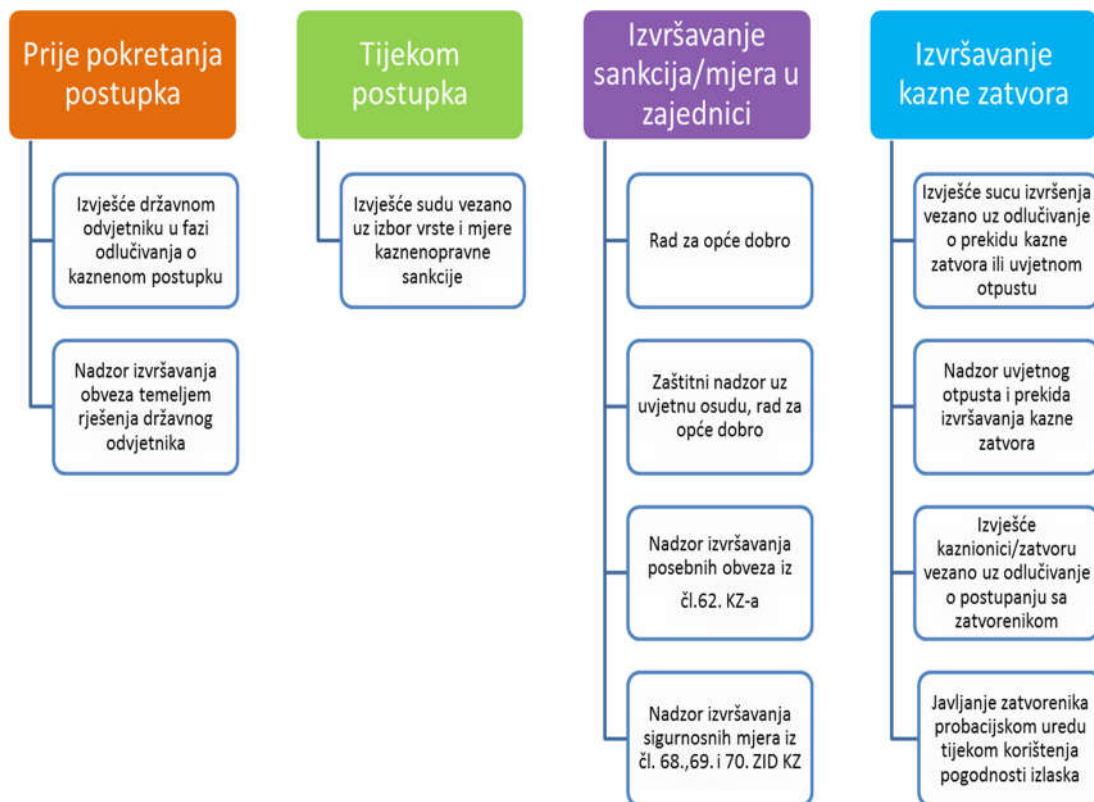 Prije pokretanja
postupka
Izvješće državnom
odvjetniku u fazi
odlučivanja o
kaznenom postupku
Nadzor izvršavanja
obveza temeljem
rješenja državnog
odvjetnika
Tijekom
postupka
Izvješće sudu vezano
uz izbor vrste i mjere
kaznenopravne
sankcije
Izvršavanje
sankcija/mjera u
zajednici
Rad za opće dobro
Zaštitni nadzor uz
uvjetnu osudu, rad za
opće dobro
Nadzor izvršavanja
posebnih obveza iz
čl.62. KZ-a
Nadzor izvršavanja
sigurnosnih mjera iz
čl. 68.,69. i 70. ZID KZ
Izvršavanje
kazne zatvora
Izvješće sucu izvršenja
vezano uz odlučivanje
o prekidu kazne
zatvora ili uvjetnom
otpustu
Nadzor uvjetnog
otpusta i prekida
izvršavanja kazne
zatvora
Izvješće
kaznionici/zatvoru
vezano uz odlučivanje
o postupanju sa
zatvorenikom
Javljanje zatvorenika
probacijskom uredu
tijekom korištenja
pogodnosti izlaska